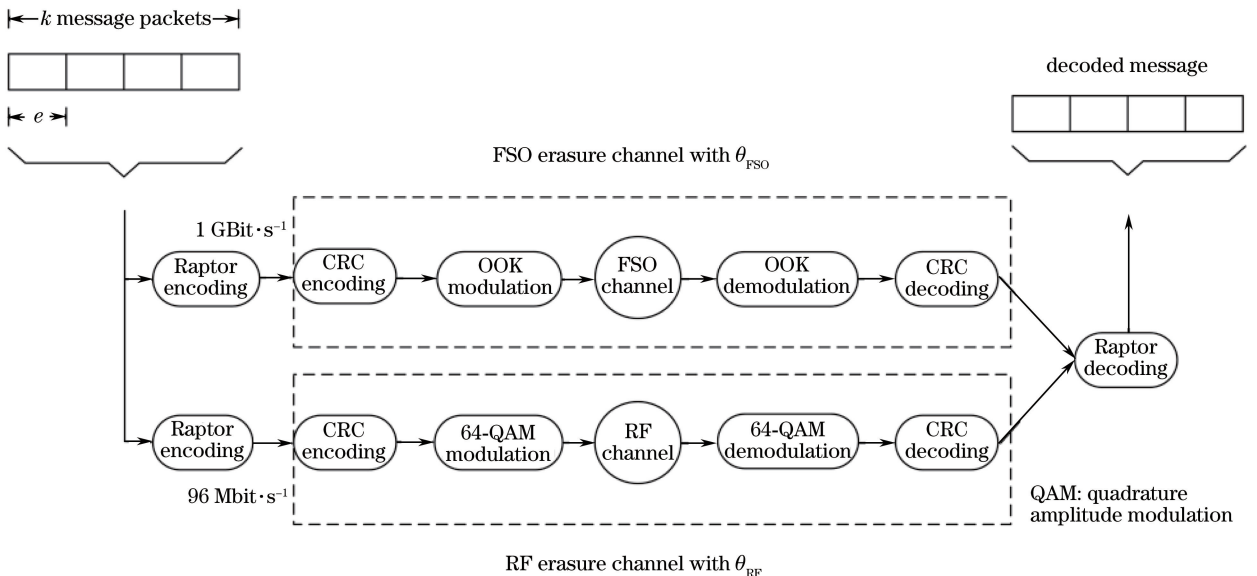 k message packets
e
decoded message
FSO erasure channel with θFSO
1 GBit·s⁻¹
Raptor
encoding
CRC
encoding
OOK
modulation
FSO
channel
OOK
demodulation
CRC
decoding
Raptor
decoding
Raptor
encoding
CRC
encoding
64-QAM
modulation
RF
channel
64-QAM
demodulation
CRC
decoding
96 Mbit·s⁻¹
QAM: quadrature
amplitude modulation
RF erasure channel with θRF